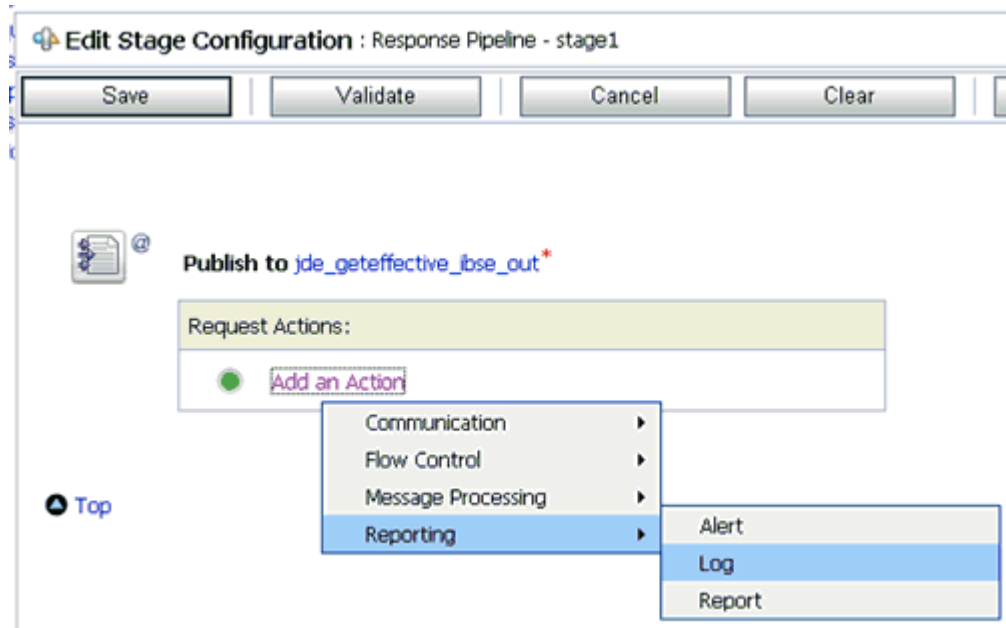 Edit Stage Configuration : Response Pipeline - stage1
Save Validate Cancel Clear
@
Publish to jde_geteffective_ibse_out*
Request Actions:
Add an Action
Communication
Flow Control
Message Processing
Reporting
Top
Alert
Log
Report